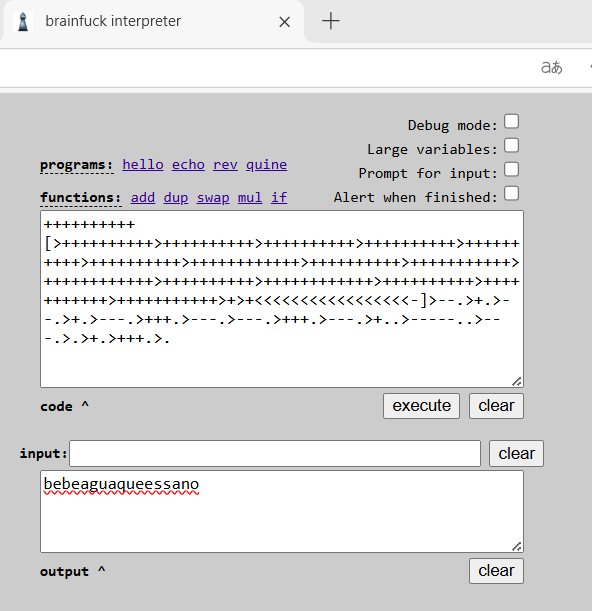 brainfuck interpreter
Debug mode:
Large variables:
programs: hello echo rev quine
Prompt for input:
functions: add dup swap mul if
Alert when finished:
++++++++++
[>++++++++++>++++++++++>++++++++++>++++++++++>++++++
++++>++++++++++>++++++++++++>++++++++++>+++++++++++>
++++++++++++>++++++++++>++++++++++++>++++++++++>++++
+++++++>+++++++++++>+>+<<<<<<<<<<<<<<<<<-]>--.>+.>-
-.>+.>---.>+++.>---.>---.>+++.>---.>+..>-----..>--
-.>.>+.>+++.>.
code ^
execute clear
input: clear
bebeaguaqueessano
output ^
clear